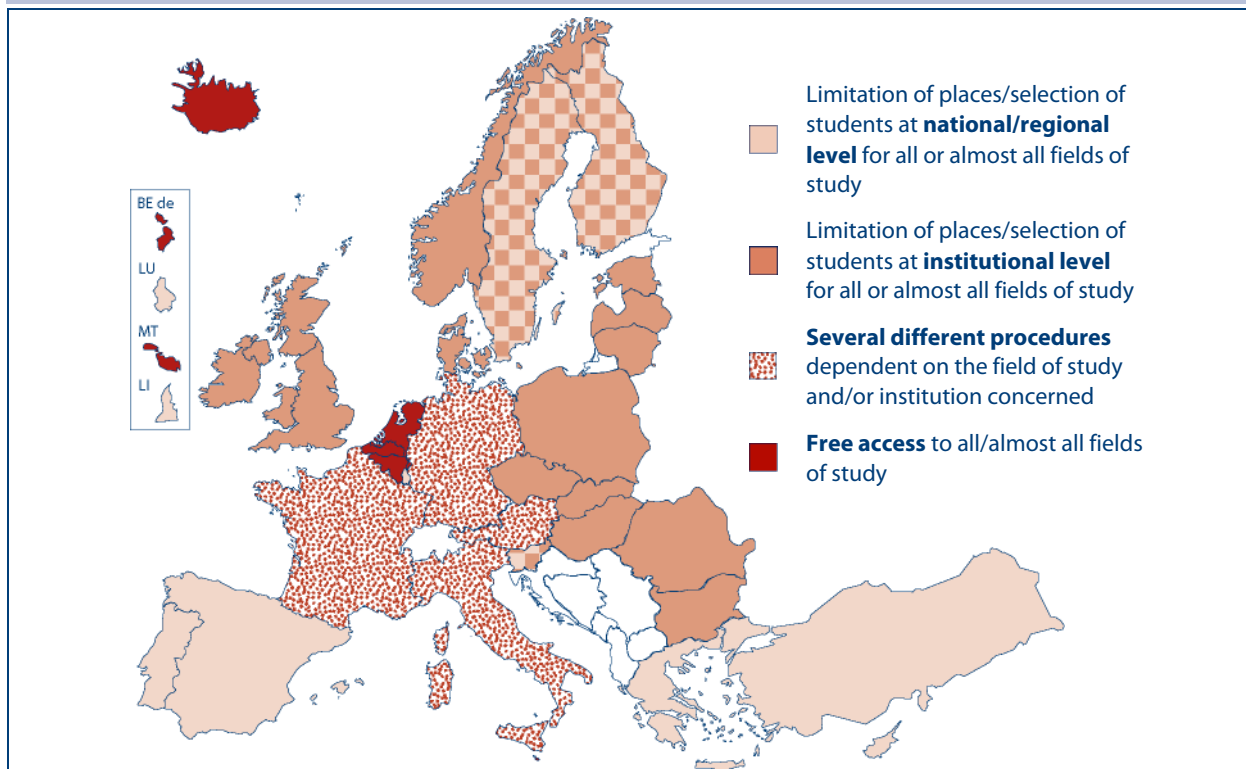 BE de
LU
MT
LI
Limitation of places/selection of
students at national/regional
level for all or almost all fields of
study
Limitation of places/selection of
students at institutional level
for all or almost all fields of study
Several different procedures
dependent on the field of study
and/or institution concerned
Free access to all/almost all fields
of study